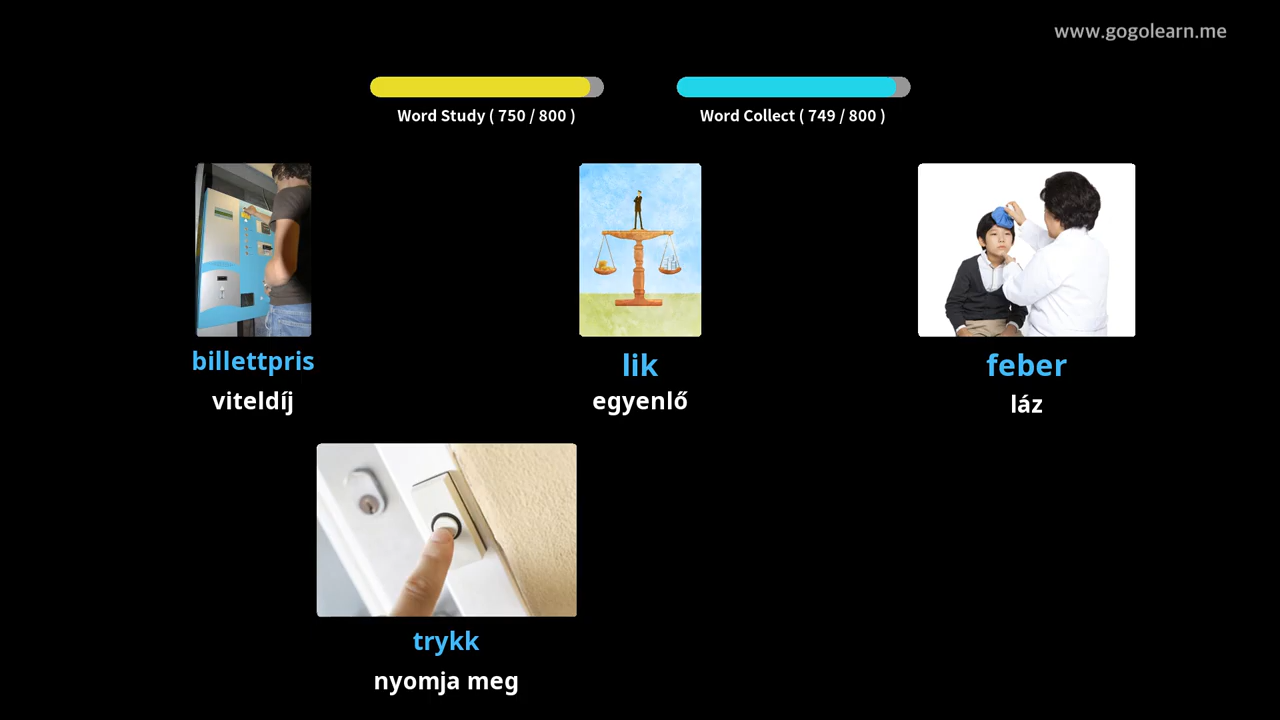 www.gogolearn.me
Word Study ( 750 / 800 )
Word Collect ( 749 / 800 )
billettpris
viteldíj
lik
egyenlő
feber
láz
trykk
nyomja meg